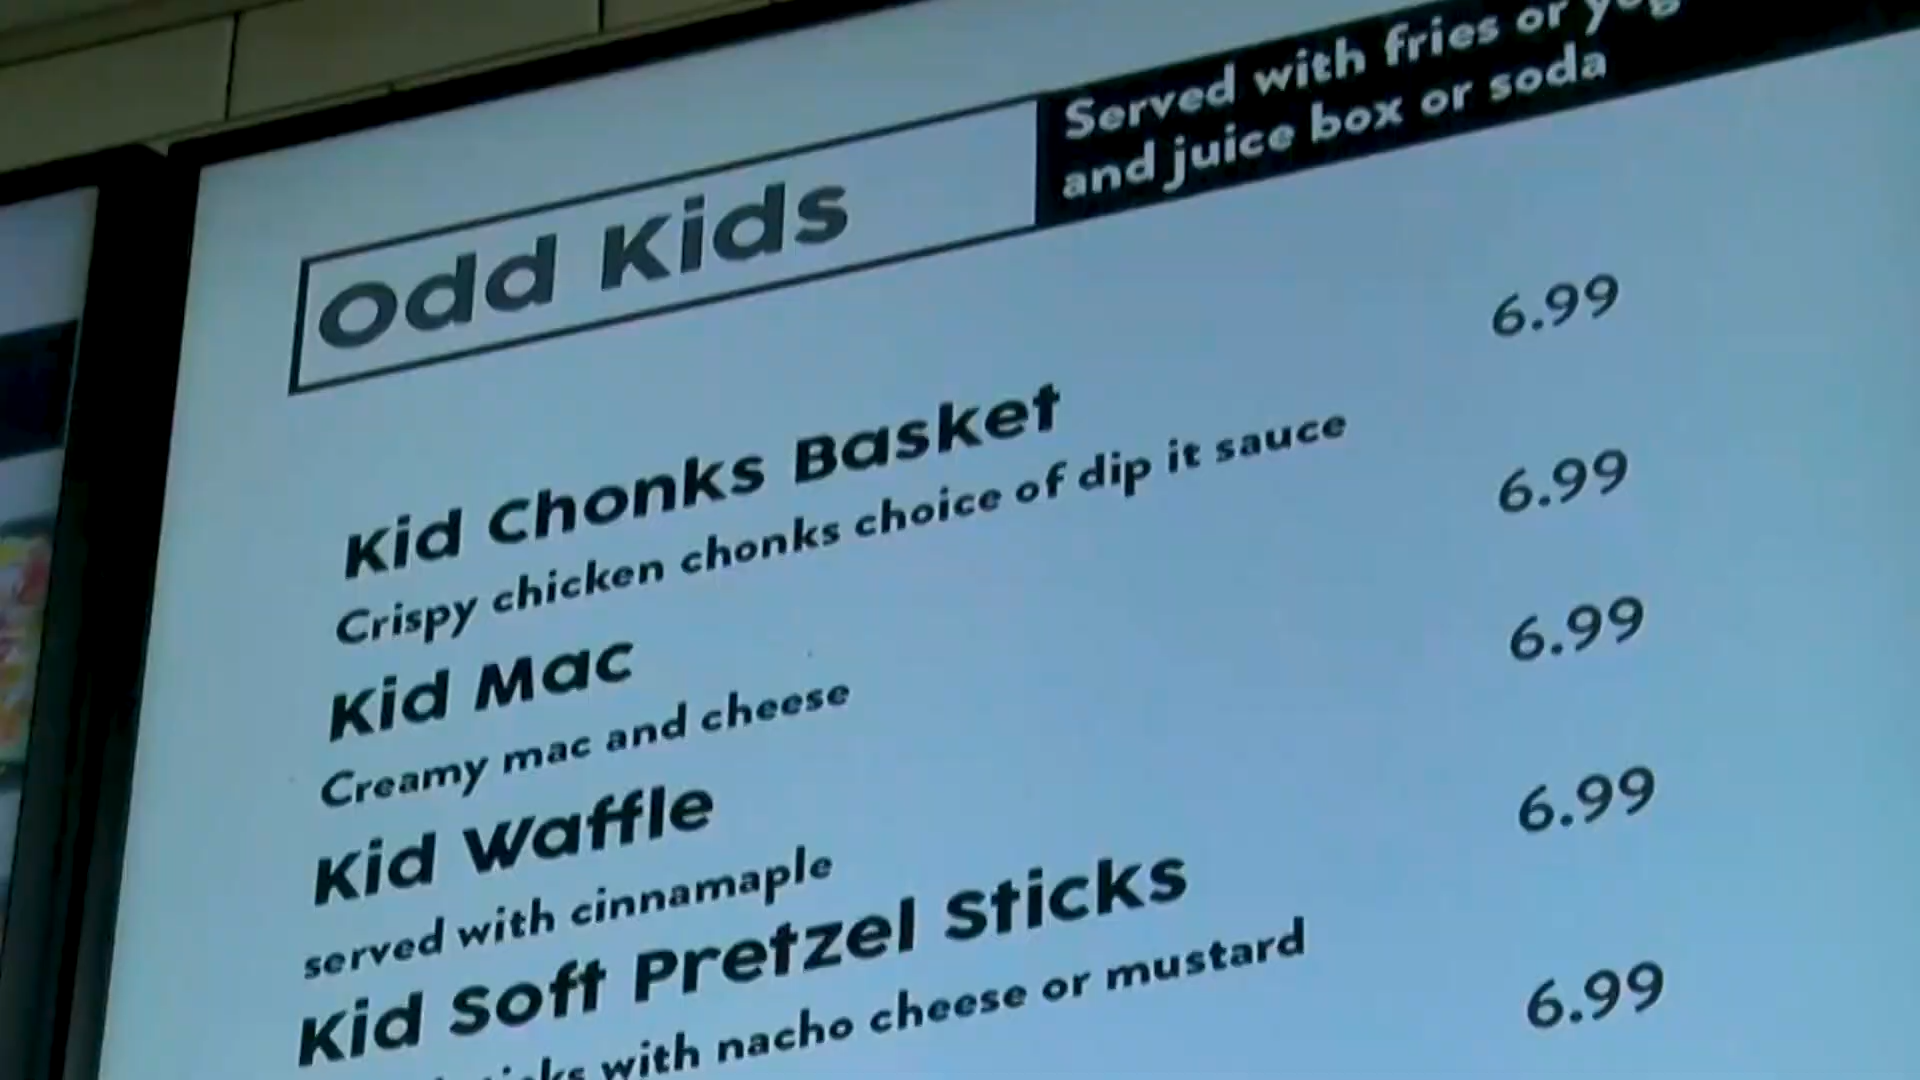 Odd Kids
Served with fries or
and juice box or soda
Kid Chonks Basket 6.99
Crispy chicken chonks choice of dip it sauce
Kid Mac 6.99
Creamy mac and cheese
Kid Waffle 6.99
served with cinnamaple
Kid Soft Pretzel Sticks 6.99
with nacho cheese or mustard
6.99